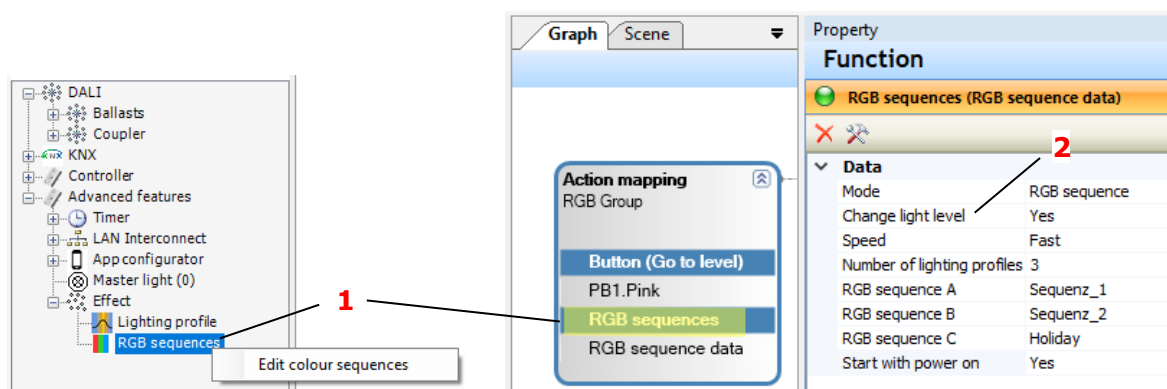 DALI
Ballasts
Coupler
KNX KNX
Controller
Advanced features
Timer
LAN Interconnect
App configurator
Master light (0)
Effect
Lighting profile
RGB sequences
Edit colour sequences
1
Graph Scene
Action mapping
RGB Group
Button (Go to level)
PB1.Pink
RGB sequences
RGB sequence data
Property
Function
RGB sequences (RGB sequence data)
2
Data
Mode RGB sequence
Change light level Yes
Speed Fast
Number of lighting profiles 3
RGB sequence A Sequenz_1
RGB sequence B Sequenz_2
RGB sequence C Holiday
Start with power on Yes